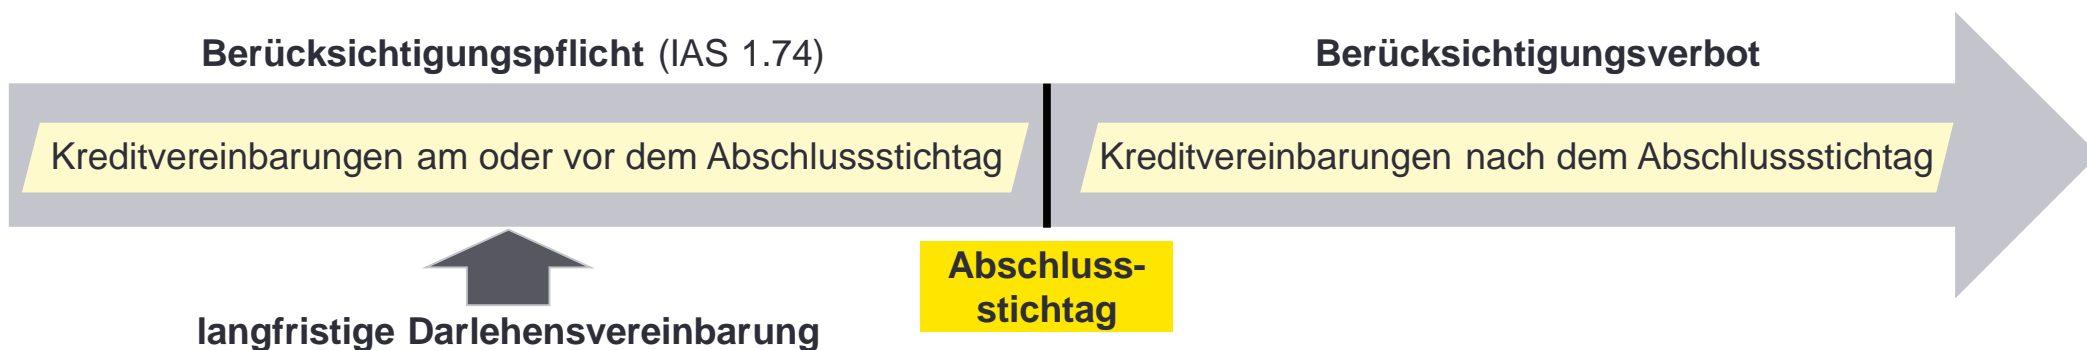 Berücksichtigungspflicht (IAS 1.74)
Berücksichtigungsverbot
Kreditvereinbarungen am oder vor dem Abschlussstichtag
Kreditvereinbarungen nach dem Abschlussstichtag
Abschluss-
stichtag
langfristige Darlehensvereinbarung